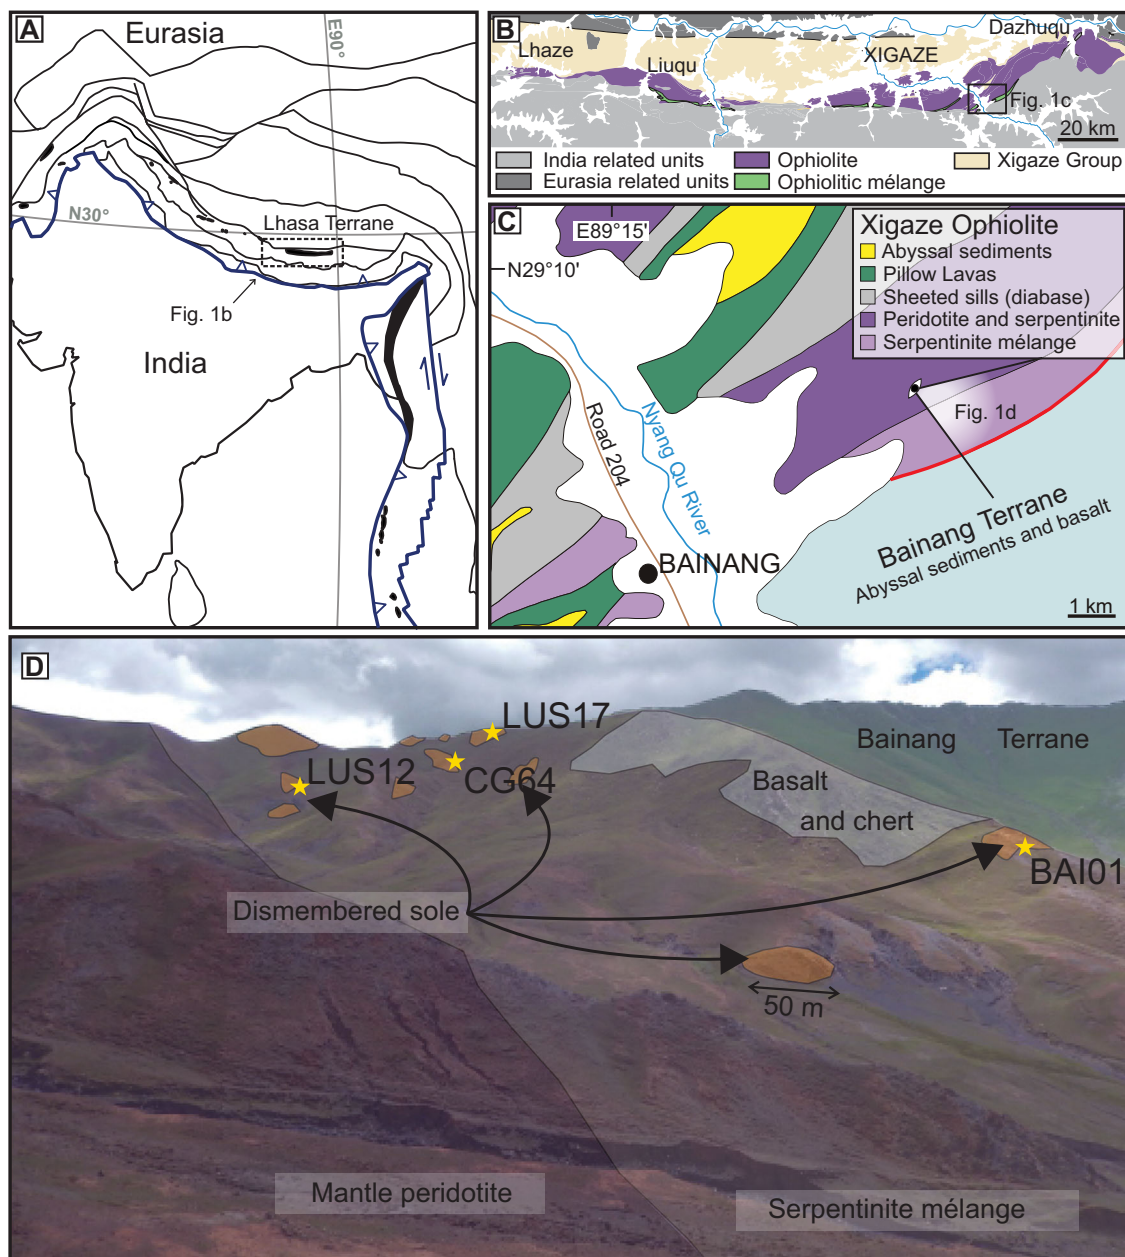 A
Eurasia
E90°
N30°
Lhasa Terrane
Fig. 1b
India
B
Lhaze
Liuqu
XIGAZE
Dazhuqu
Fig. 1c
20 km
India related units
Ophiolite
Xigaze Group
Eurasia related units
Ophiolitic mélange
C
E89°15'
N29°10'
Xigaze Ophiolite
Abyssal sediments
Pillow Lavas
Sheeted sills (diabase)
Peridotite and serpentinite
Serpentinite mélange
Fig. 1d
Road 204
Nyang Qu River
BAINANG
Bainang Terrane
Abyssal sediments and basalt
1 km
D
LUS17
LUS12
CG64
Bainang Terrane
Basalt
and chert
BAI01
Dismembered sole
50 m
Mantle peridotite
Serpentinite mélange